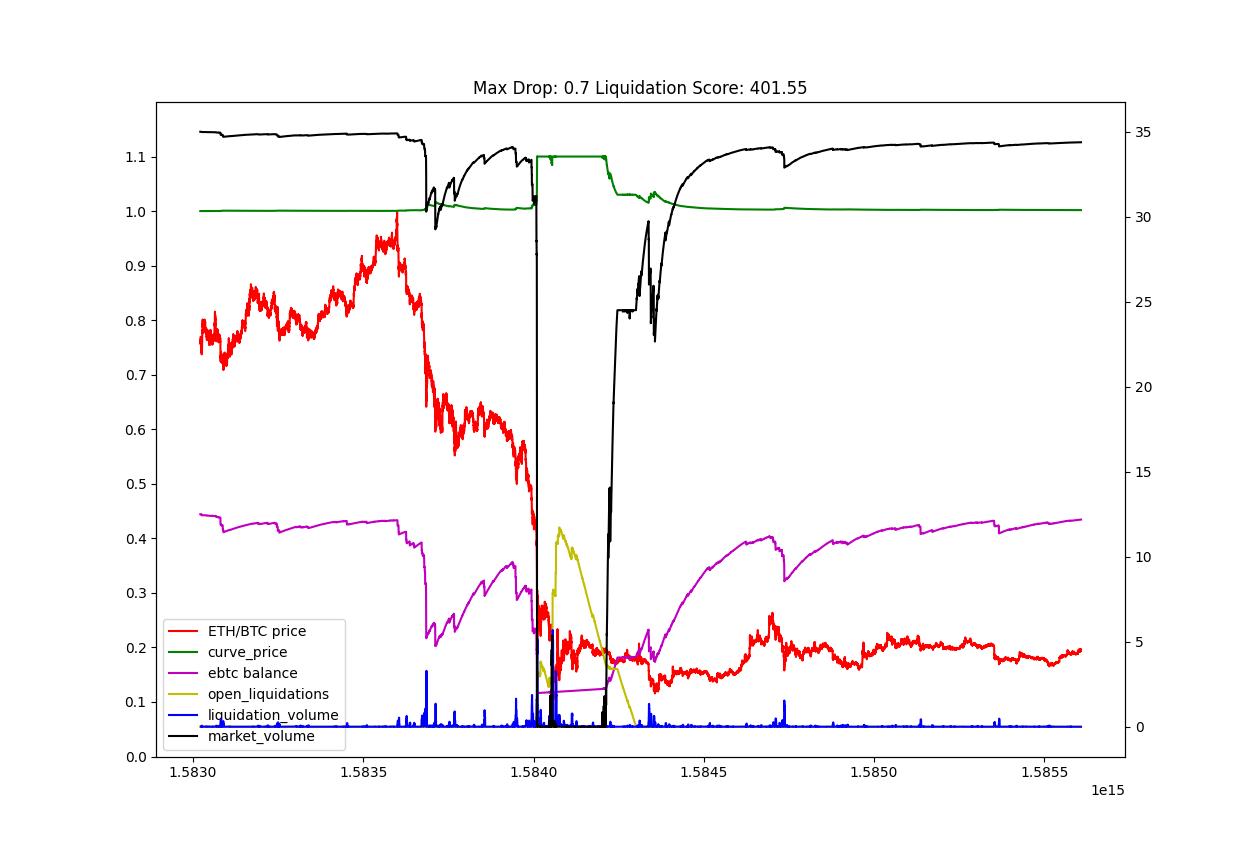 Max Drop: 0.7 Liquidation Score: 401.55
1.1
1.0
0.9
0.8
0.7
0.6
0.5
0.4
0.3
0.2
0.1
0.0
35
30
25
20
15
10
5
0
ETH/BTC price
curve_price
ebtc balance
open_liquidations
liquidation_volume
market_volume
1.5830 1.5835 1.5840 1.5845 1.5850 1.5855
1e15